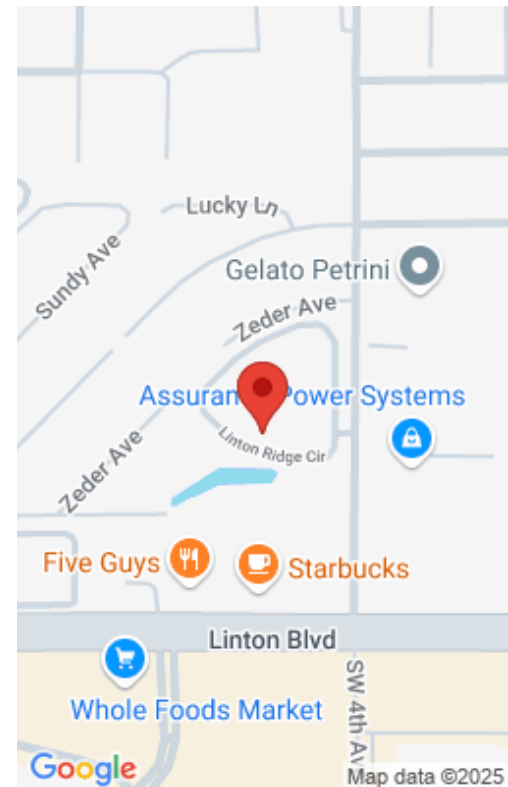 Lucky Ln
Sundy Ave
Gelato Petrini
Zeder Ave
Power Systems
Linton Ridge Cir
Zeder Ave
Five Guys
Starbucks
Linton Blvd
Whole Foods Market
SW 4th Av
Google
Map data ©2025